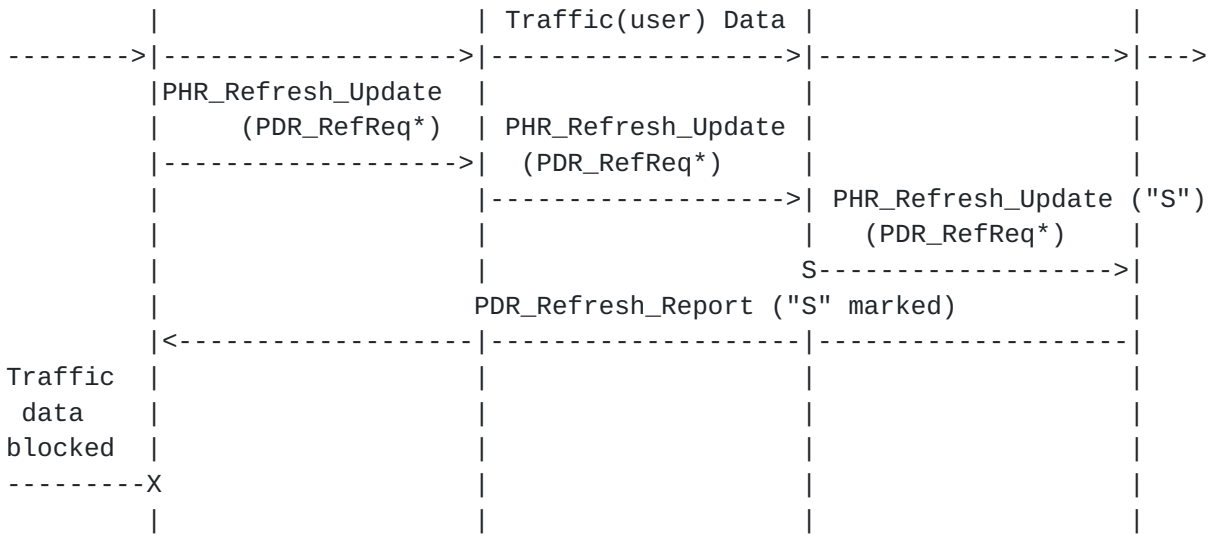 | | Traffic(user) Data | |
-------->|------------------->|------------------->|------------------->|--->
|PHR_Refresh_Update | | |
| (PDR_RefReq*) | PHR_Refresh_Update | |
|------------------->| (PDR_RefReq*) | |
| |------------------->| PHR_Refresh_Update ("S")
| | | (PDR_RefReq*) |
| | S------------------->|
| PDR_Refresh_Report ("S" marked) |
|<-------------------|--------------------|--------------------|
Traffic | | | |
data | | | |
blocked | | | |
---------X | | |
| | | |